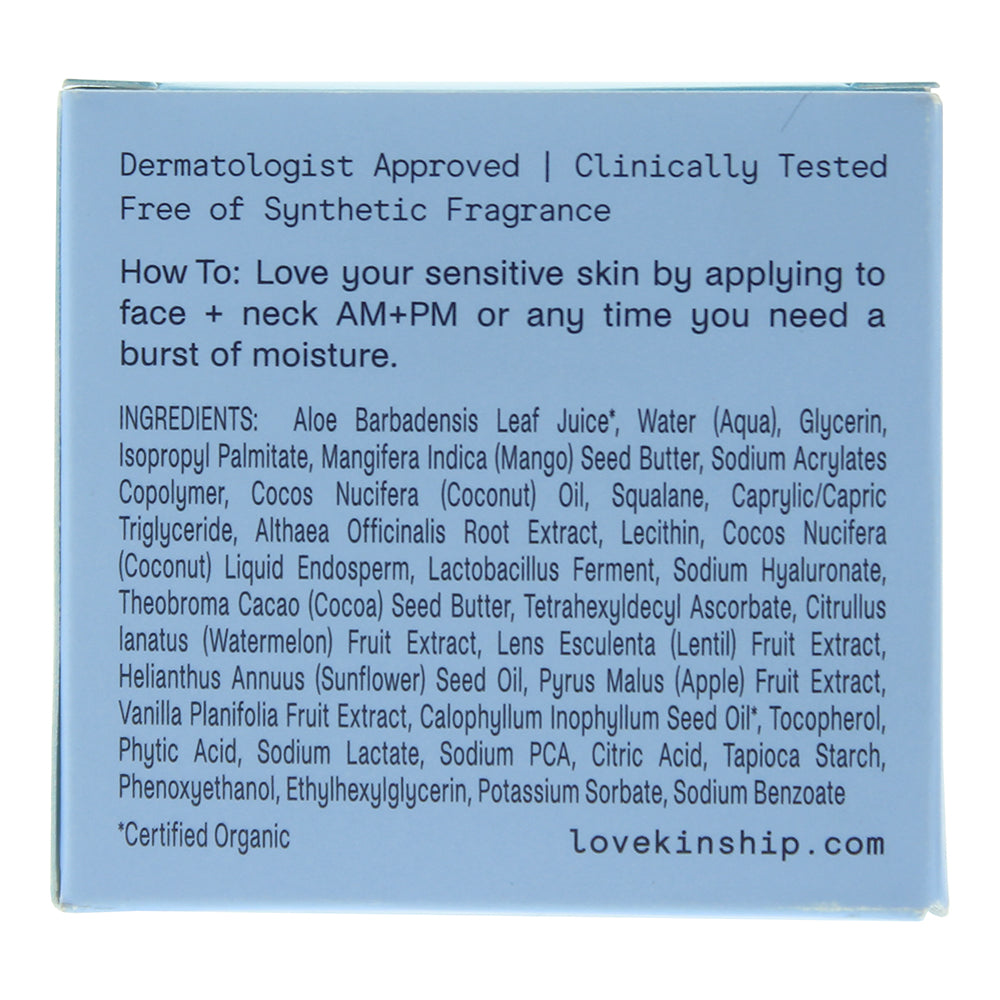 Dermatologist Approved | Clinically Tested
Free of Synthetic Fragrance
How To: Love your sensitive skin by applying to
face + neck AM+PM or any time you need a
burst of moisture.
INGREDIENTS: Aloe Barbadensis Leaf Juice*, Water (Aqua), Glycerin,
Isopropyl Palmitate, Mangifera Indica (Mango) Seed Butter, Sodium Acrylates
Copolymer, Cocos Nucifera (Coconut) Oil, Squalane, Caprylic/Capric
Triglyceride, Althaea Officinalis Root Extract, Lecithin, Cocos Nucifera
(Coconut) Liquid Endosperm, Lactobacillus Ferment, Sodium Hyaluronate,
Theobroma Cacao (Cocoa) Seed Butter, Tetrahexyldecyl Ascorbate, Citrullus
lanatus (Watermelon) Fruit Extract, Lens Esculenta (Lentil) Fruit Extract,
Helianthus Annuus (Sunflower) Seed Oil, Pyrus Malus (Apple) Fruit Extract,
Vanilla Planifolia Fruit Extract, Calophyllum Inophyllum Seed Oil*, Tocopherol,
Phytic Acid, Sodium Lactate, Sodium PCA, Citric Acid, Tapioca Starch,
Phenoxyethanol, Ethylhexylglycerin, Potassium Sorbate, Sodium Benzoate
*Certified Organic
lovekinship.com